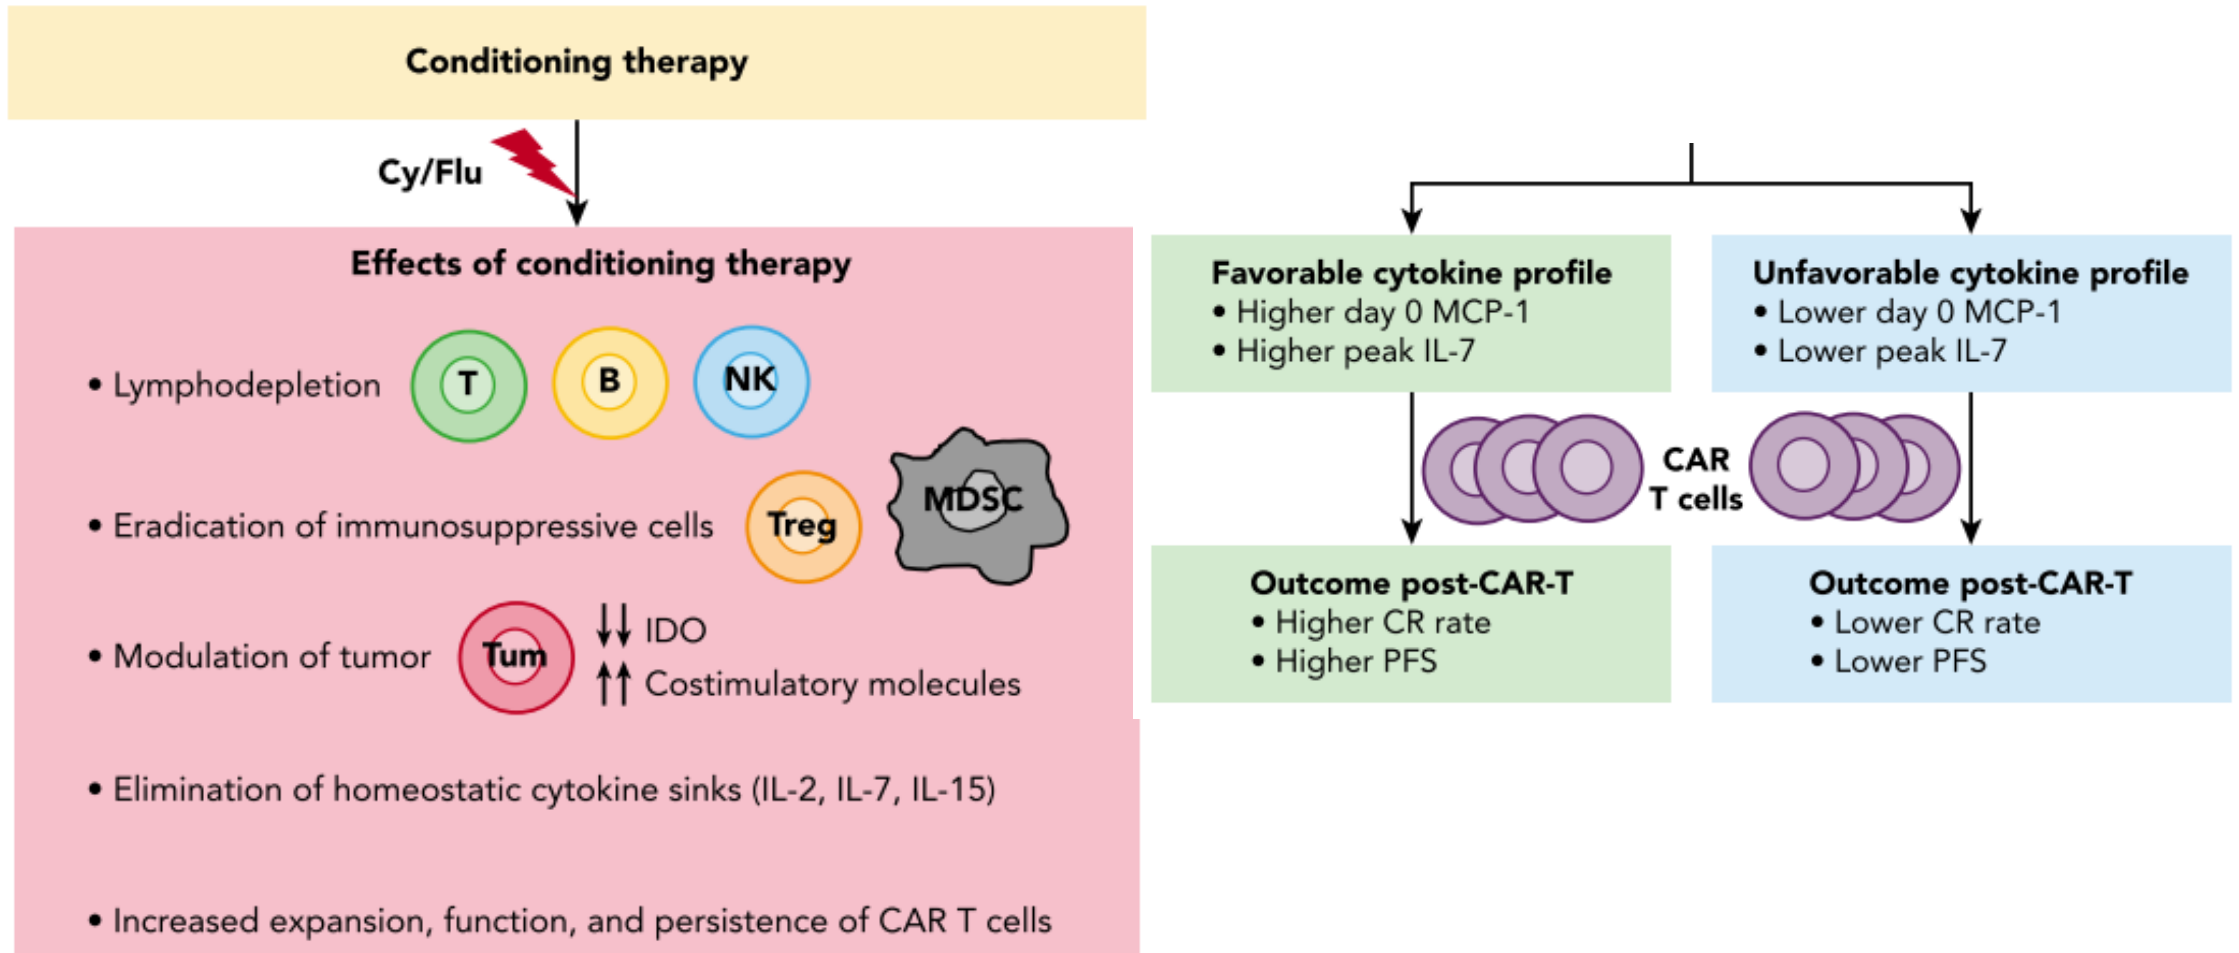 Conditioning therapy
Cy/Flu
Effects of conditioning therapy
• Lymphodepletion
T
B
NK
• Eradication of immunosuppressive cells
Treg
MDSC
• Modulation of tumor
Tum
↓↓ IDO
↑↑ Costimulatory molecules
• Elimination of homeostatic cytokine sinks (IL-2, IL-7, IL-15)
• Increased expansion, function, and persistence of CAR T cells
Favorable cytokine profile
• Higher day 0 MCP-1
• Higher peak IL-7
Unfavorable cytokine profile
• Lower day 0 MCP-1
• Lower peak IL-7
CAR
T cells
Outcome post-CAR-T
• Higher CR rate
• Higher PFS
Outcome post-CAR-T
• Lower CR rate
• Lower PFS